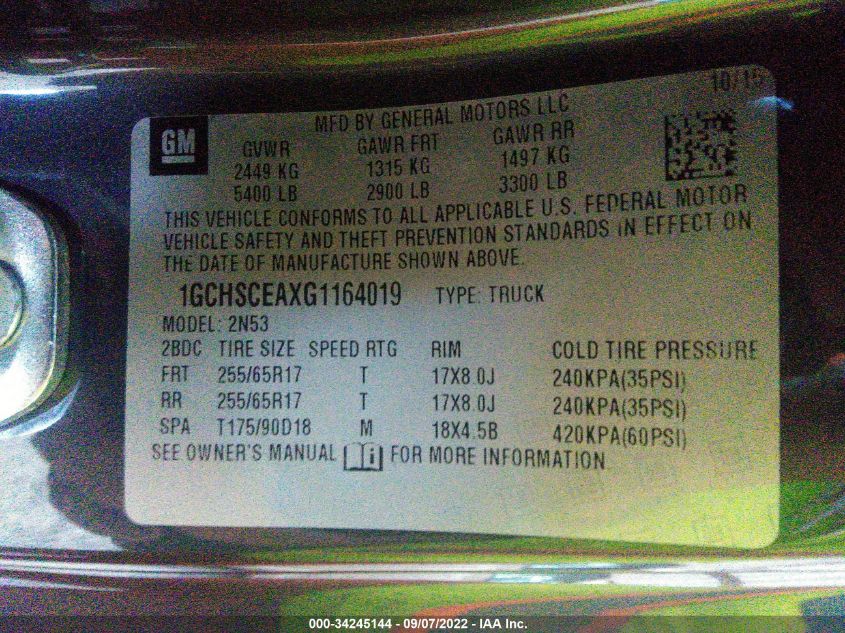 10/15
GM
MFD BY GENERAL MOTORS LLC
GVWR GAWR FRT GAWR RR
2449 KG 1315 KG 1497 KG
5400 LB 2900 LB 3300 LB
THIS VEHICLE CONFORMS TO ALL APPLICABLE U.S. FEDERAL MOTOR
VEHICLE SAFETY AND THEFT PREVENTION STANDARDS IN EFFECT ON
THE DATE OF MANUFACTURE SHOWN ABOVE.
1GCHSCEAXG1164019 TYPE: TRUCK
MODEL: 2N53
2BDC TIRE SIZE SPEED RTG RIM COLD TIRE PRESSURE
FRT 255/65R17 T 17X8.0J 240KPA(35PSI)
RR 255/65R17 T 17X8.0J 240KPA(35PSI)
SPA T175/90D18 M 18X4.5B 420KPA(60PSI)
SEE OWNER'S MANUAL i FOR MORE INFORMATION
000-34245144 - 09/07/2022 - IAA Inc.